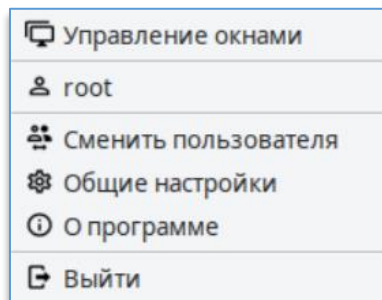 Управление окнами
root
Сменить пользователя
Общие настройки
О программе
Выйти